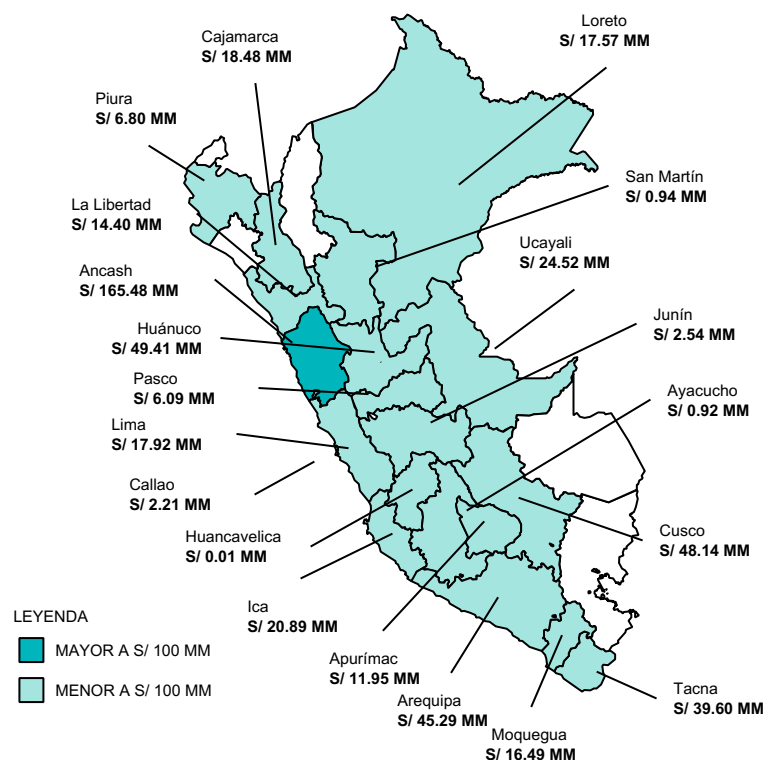 Cajamarca
S/ 18.48 MM
Loreto
S/ 17.57 MM
Piura
S/ 6.80 MM
San Martín
S/ 0.94 MM
La Libertad
S/ 14.40 MM
Ucayali
S/ 24.52 MM
Ancash
S/ 165.48 MM
Junín
S/ 2.54 MM
Huánuco
S/ 49.41 MM
Pasco
S/ 6.09 MM
Ayacucho
S/ 0.92 MM
Lima
S/ 17.92 MM
Callao
S/ 2.21 MM
Huancavelica
S/ 0.01 MM
Cusco
S/ 48.14 MM
Ica
S/ 20.89 MM
LEYENDA
MAYOR A S/ 100 MM
MENOR A S/ 100 MM
Apurímac
S/ 11.95 MM
Arequipa
S/ 45.29 MM
Tacna
S/ 39.60 MM
Moquegua
S/ 16.49 MM